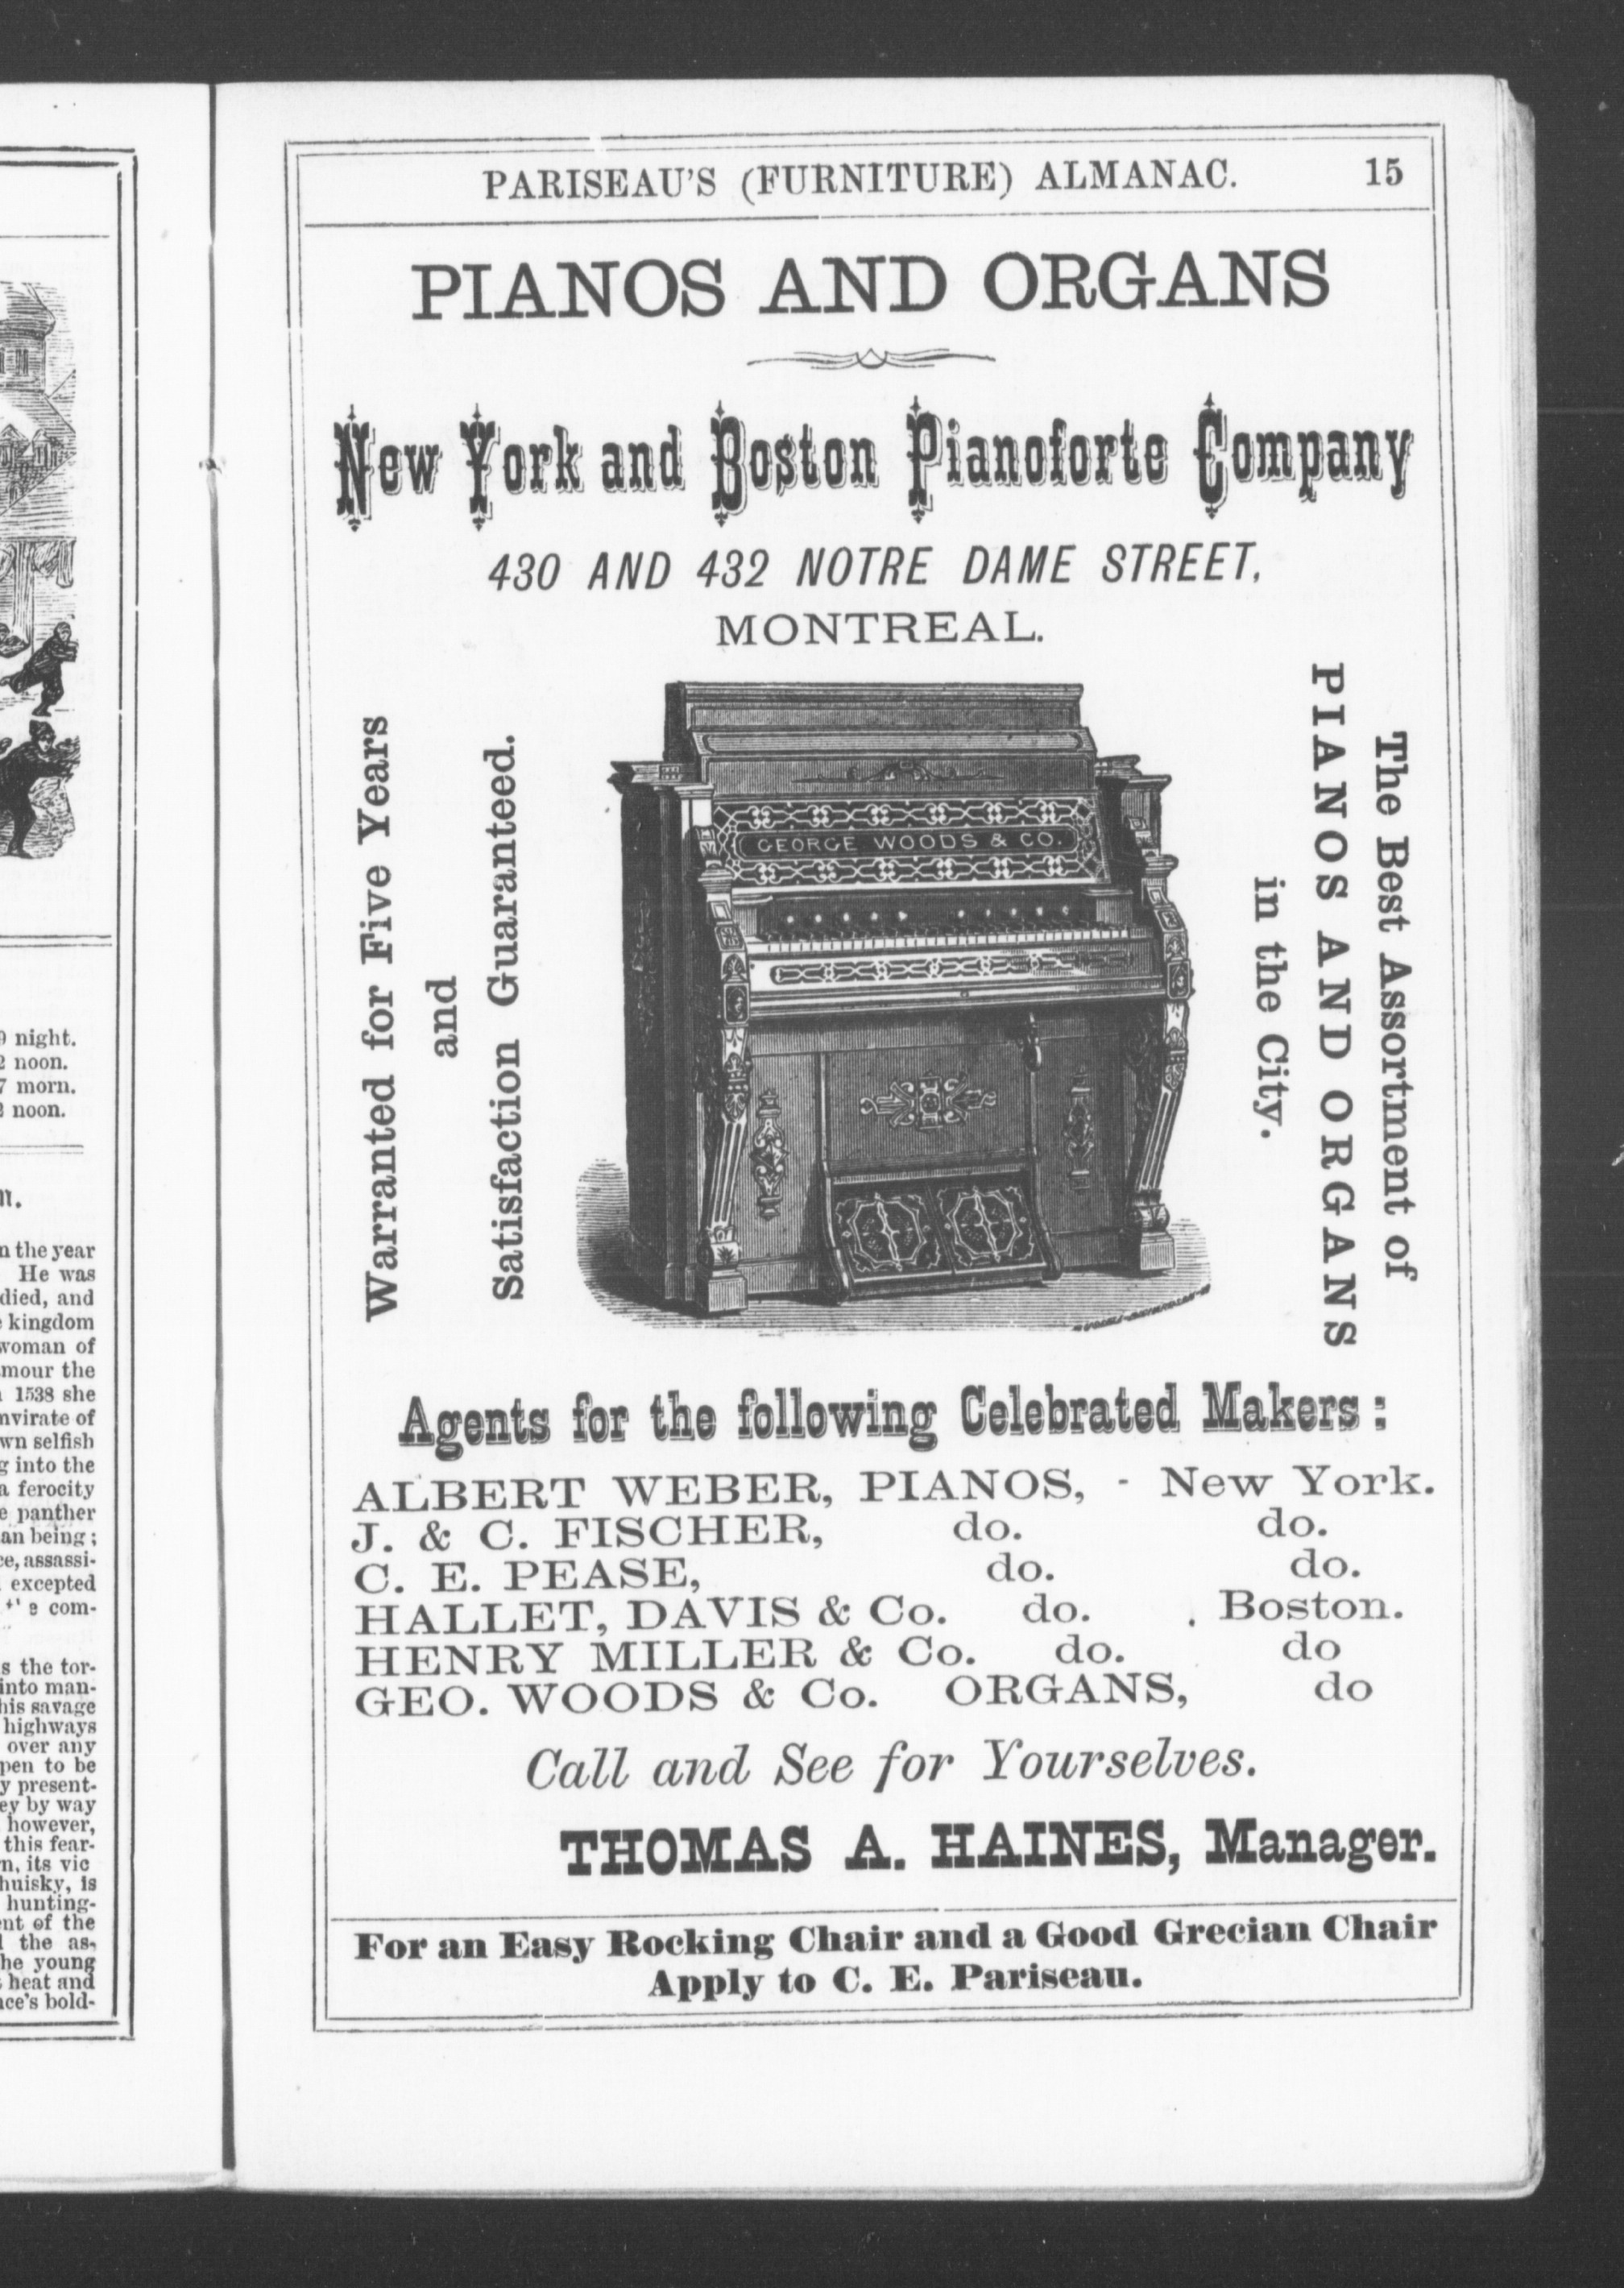 9 night.
2 noon.
7 morn.
noon.
n the year
He was
died, and
kingdom
woman of
mour the
1538 she
nvirate of
wn selfish
g into the
a ferocity
e panther
an being;
ce, assassi-
excepted
com-
s the tor-
into man-
his savage
highways
over any
pen to be
y present-
ey by way
however,
this fear-
n, its vic
huisky, is
hunting-
ent of the
the as-
he young
heat and
nce's bold-
PARISEAU'S (FURNITURE) ALMANAC. 15
PIANOS AND ORGANS
New York and Boston Pianoforte Company
430 AND 432 NOTRE DAME STREET,
MONTREAL.
Warranted for Five Years
and
Satisfaction Guaranteed.
GEORGE WOODS & CO.
The Best Assortment of
PIANOS AND ORGANS
in the City.
Agents for the following Celebrated Makers:
ALBERT WEBER, PIANOS, - New York.
J. & C. FISCHER, do. do.
C. E. PEASE, do. do.
HALLET, DAVIS & Co. do. . Boston.
HENRY MILLER & Co. do. do
GEO. WOODS & Co. ORGANS, do
Call and See for Yourselves.
THOMAS A. HAINES, Manager.
For an Easy Rocking Chair and a Good Grecian Chair
Apply to C. E. Pariseau.